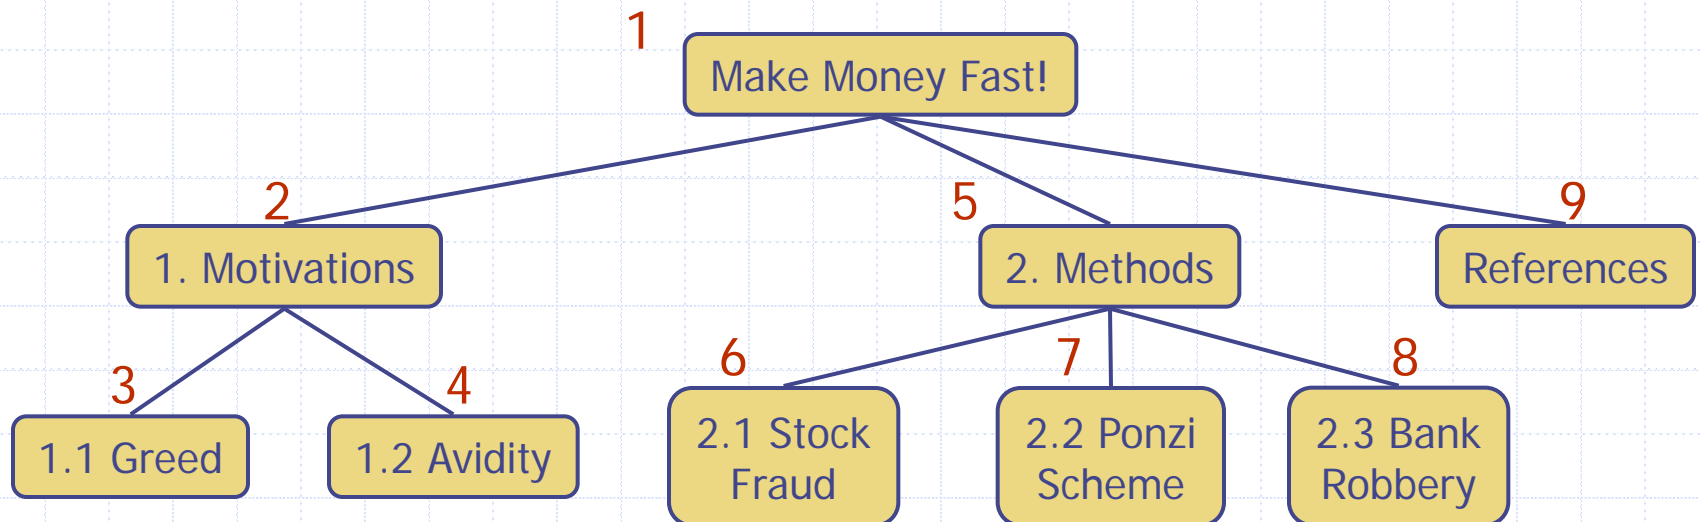 1
Make Money Fast!
2
5
9
1. Motivations
2. Methods
References
3
4
6
7
8
1.1 Greed
1.2 Avidity
2.1 Stock
Fraud
2.2 Ponzi
Scheme
2.3 Bank
Robbery